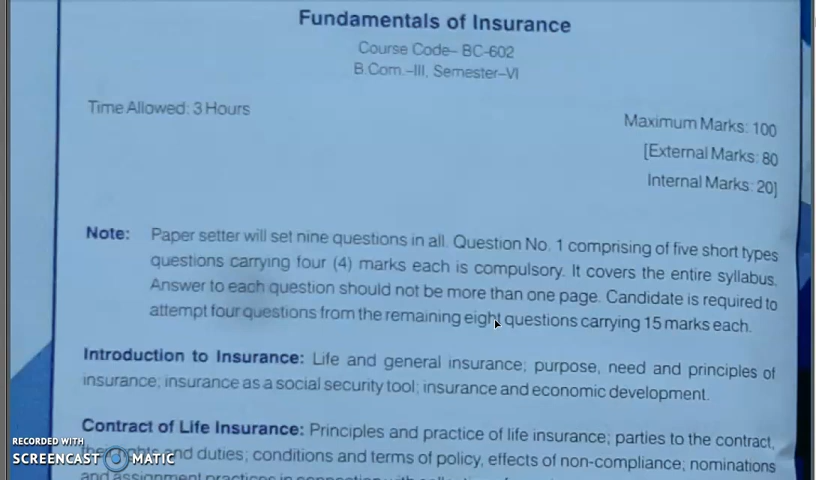 Fundamentals of Insurance
Course Code– BC-602
B.Com.–III, Semester–VI
Time Allowed: 3 Hours
Maximum Marks: 100
[External Marks: 80
Internal Marks: 20]
Note: Paper setter will set nine questions in all. Question No. 1 comprising of five short types
questions carrying four (4) marks each is compulsory. It covers the entire syllabus.
Answer to each question should not be more than one page. Candidate is required to
attempt four questions from the remaining eight questions carrying 15 marks each.
Introduction to Insurance: Life and general insurance; purpose, need and principles of
insurance; insurance as a social security tool; insurance and economic development.
Contract of Life Insurance: Principles and practice of life insurance; parties to the contract,
and duties; conditions and terms of policy, effects of non-compliance; nominations
and assignment practices in connection with
RECORDED WITH
SCREENCAST MATIC